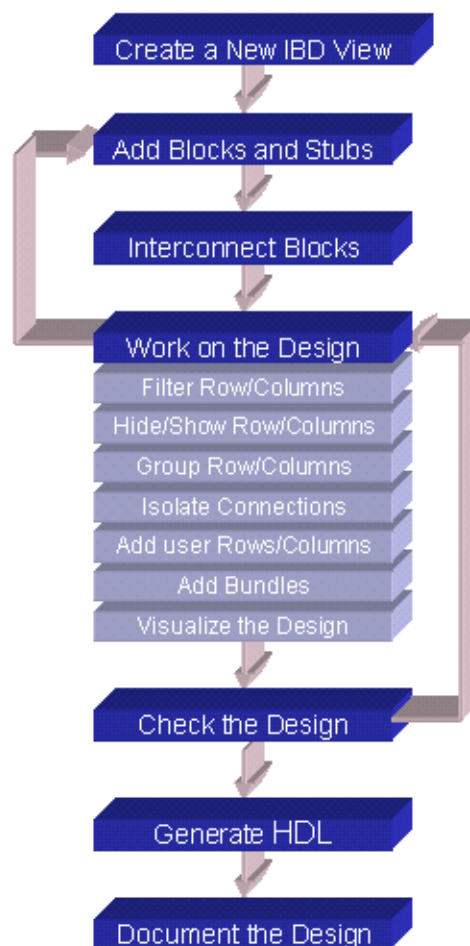 Create a New IBD View
Add Blocks and Stubs
Interconnect Blocks
Work on the Design
Filter Row/Columns
Hide/Show Row/Columns
Group Row/Columns
Isolate Connections
Add user Rows/Columns
Add Bundles
Visualize the Design
Check the Design
Generate HDL
Document the Design